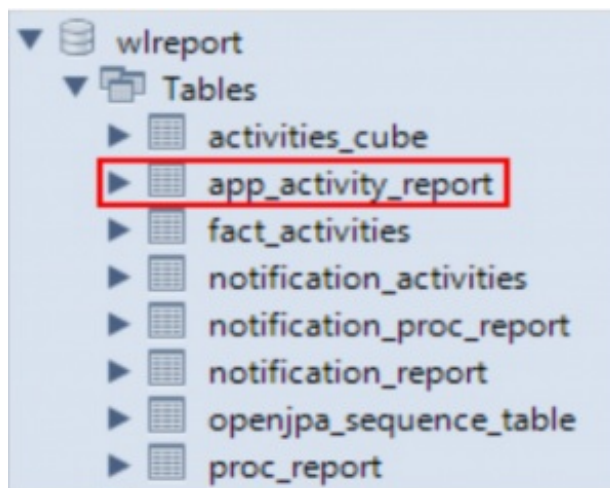 wlreport
Tables
activities_cube
app_activity_report
fact_activities
notification_activities
notification_proc_report
notification_report
openjpa_sequence_table
proc_report